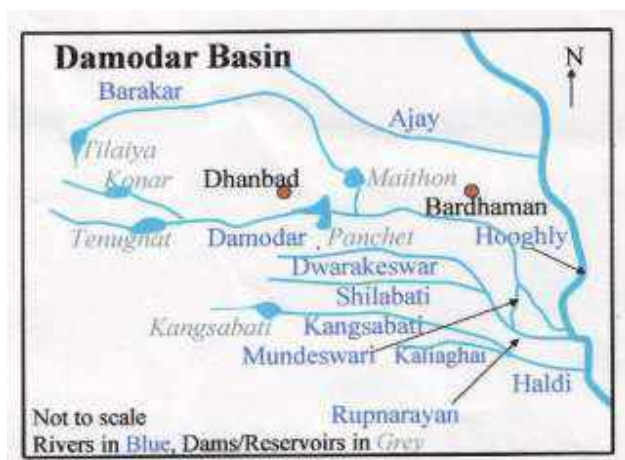 Damodar Basin
N
Barakar
Ajay
Tilaiya
Konar
Dhanbad
Maithon
Bardhaman
Tenughat
Damodar
Panchet
Hooghly
Dwarakeswar
Shilabati
Kangsabati
Kangsabati
Mundeswari
Kaliaghai
Haldi
Rupnarayan
Not to scale
Rivers in Blue, Dams/Reservoirs in Grey